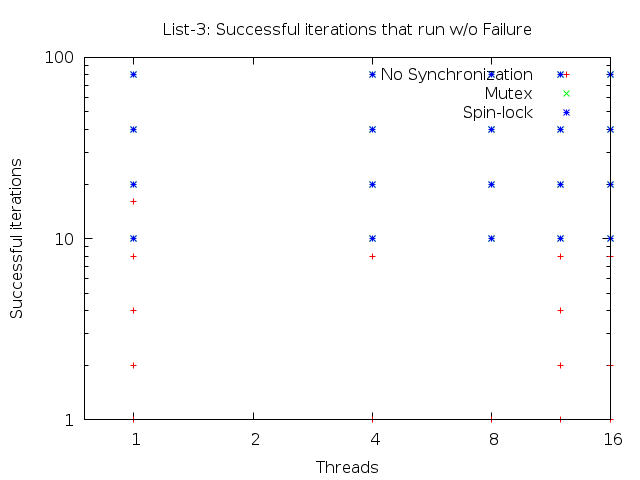 List-3: Successful iterations that run w/o Failure
100
No Synchronization
Mutex
Spin-lock
Successful iterations
10
1
1 2 4 8 16
Threads